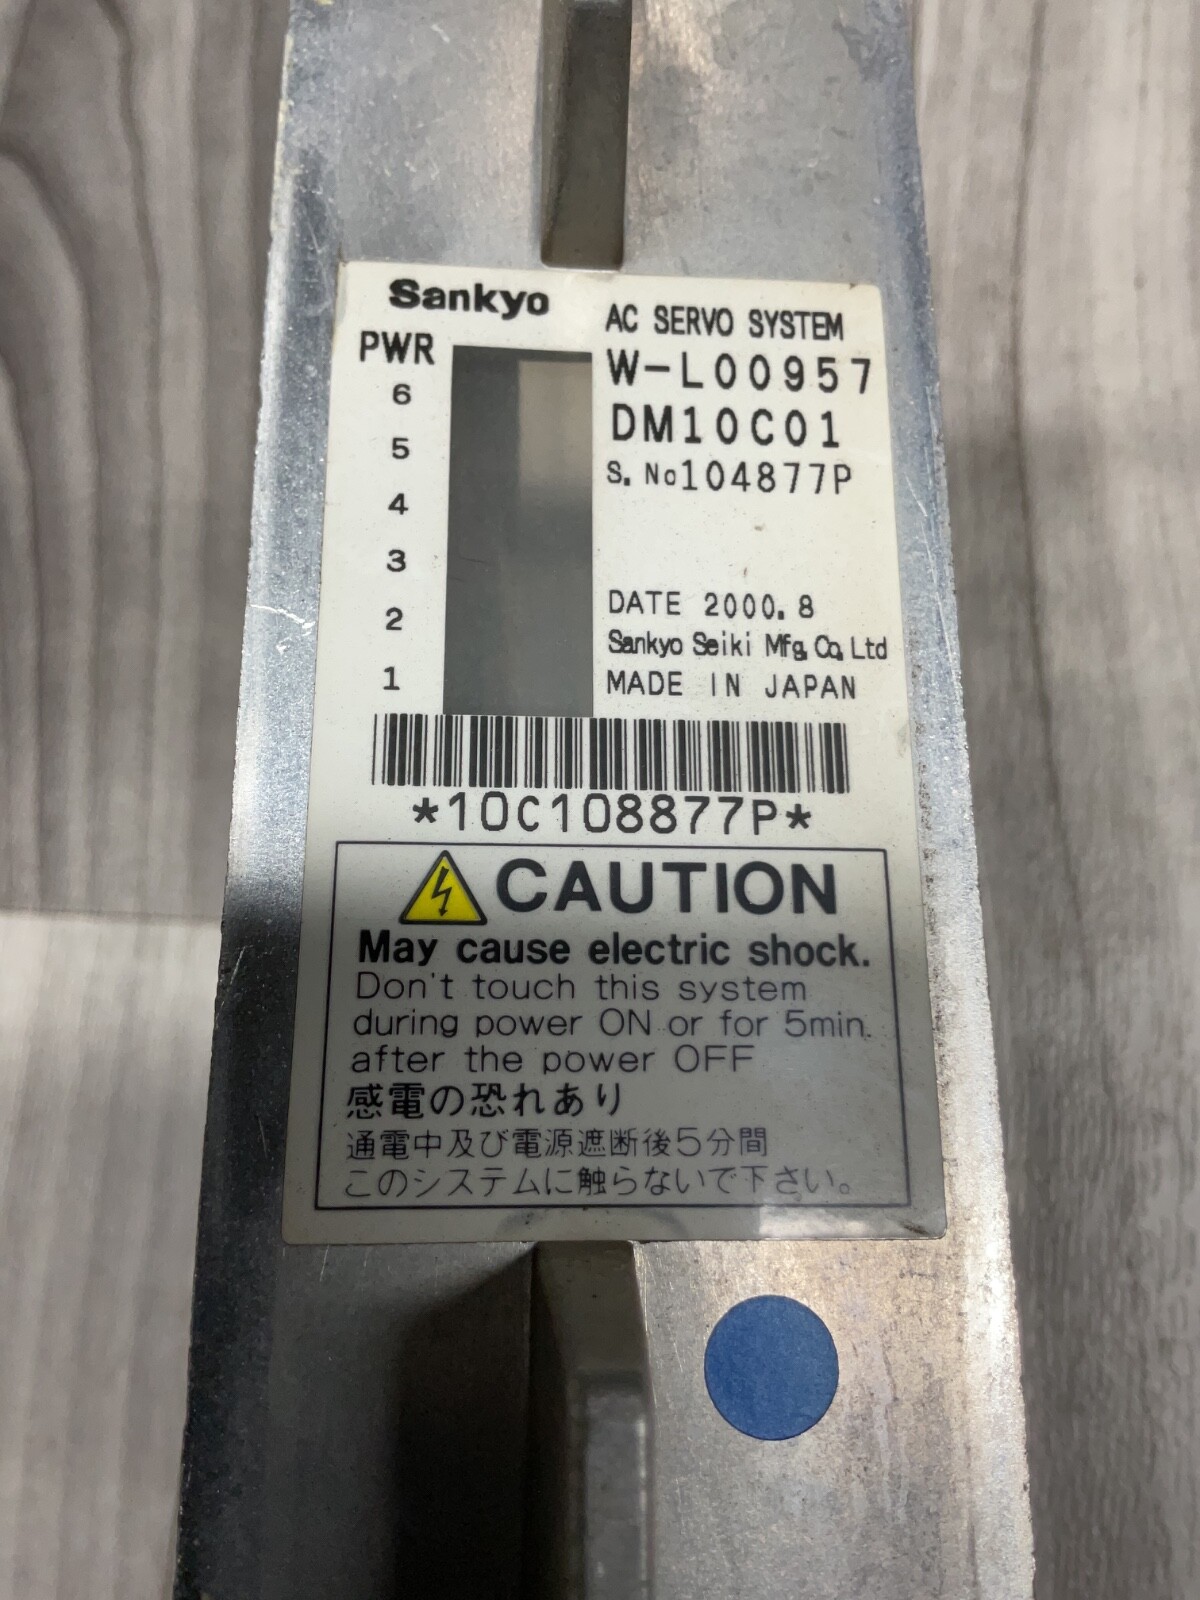 Sankyo
AC SERVO SYSTEM
PWR
W-L00957
6
DM10C01
5
S. No104877P
4
3
DATE 2000.8
2
Sankyo Seiki Mfg. Co., Ltd
1
MADE IN JAPAN
*10C108877P*
CAUTION
May cause electric shock.
Don't touch this system
during power ON or for 5min.
after the power OFF
感電の恐れあり
通電中及び電源遮断後5分間
このシステムに触らないで下さい。